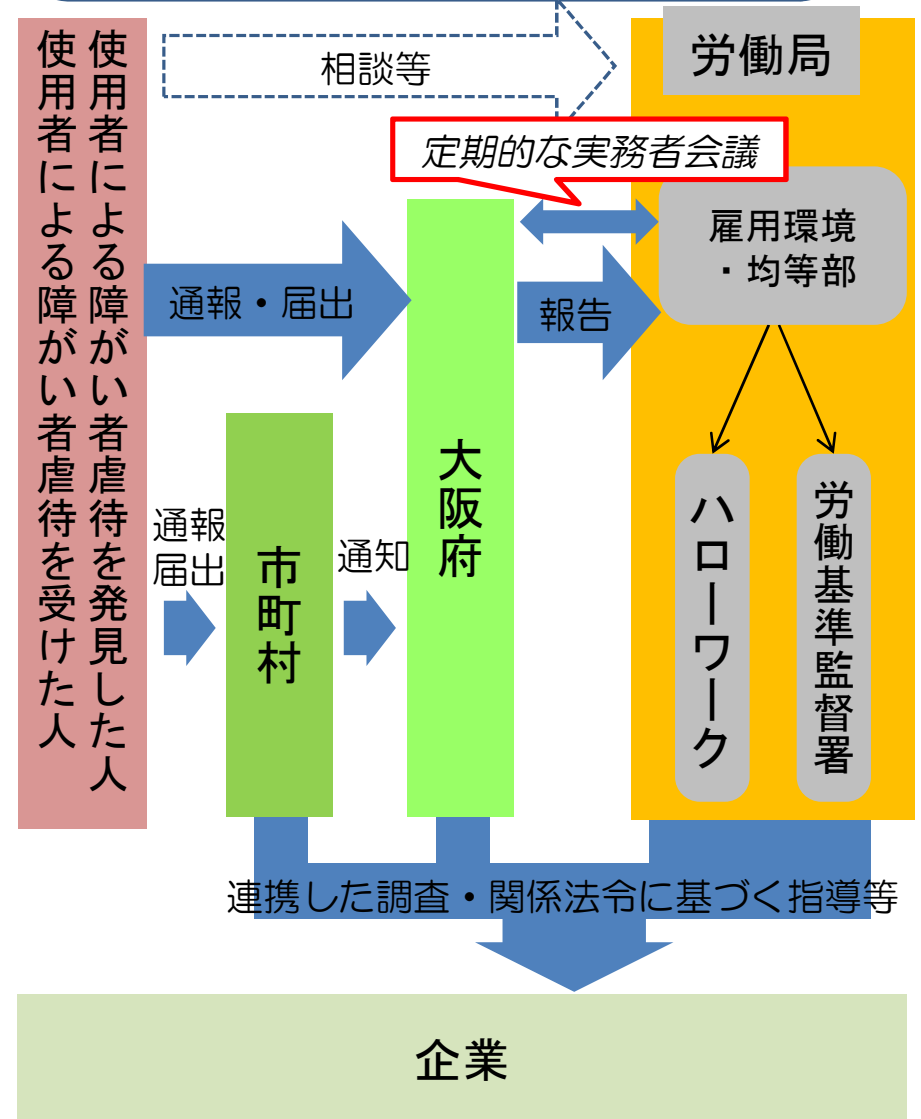 使用者による障がい者虐待を発見した人
使用者による障がい者虐待を受けた人
相談等
労働局
定期的な実務者会議
雇用環境
・均等部
通報・届出
報告
大阪府
通報
届出
市町村
通知
ハローワーク
労働基準監督署
連携した調査・関係法令に基づく指導等
企業